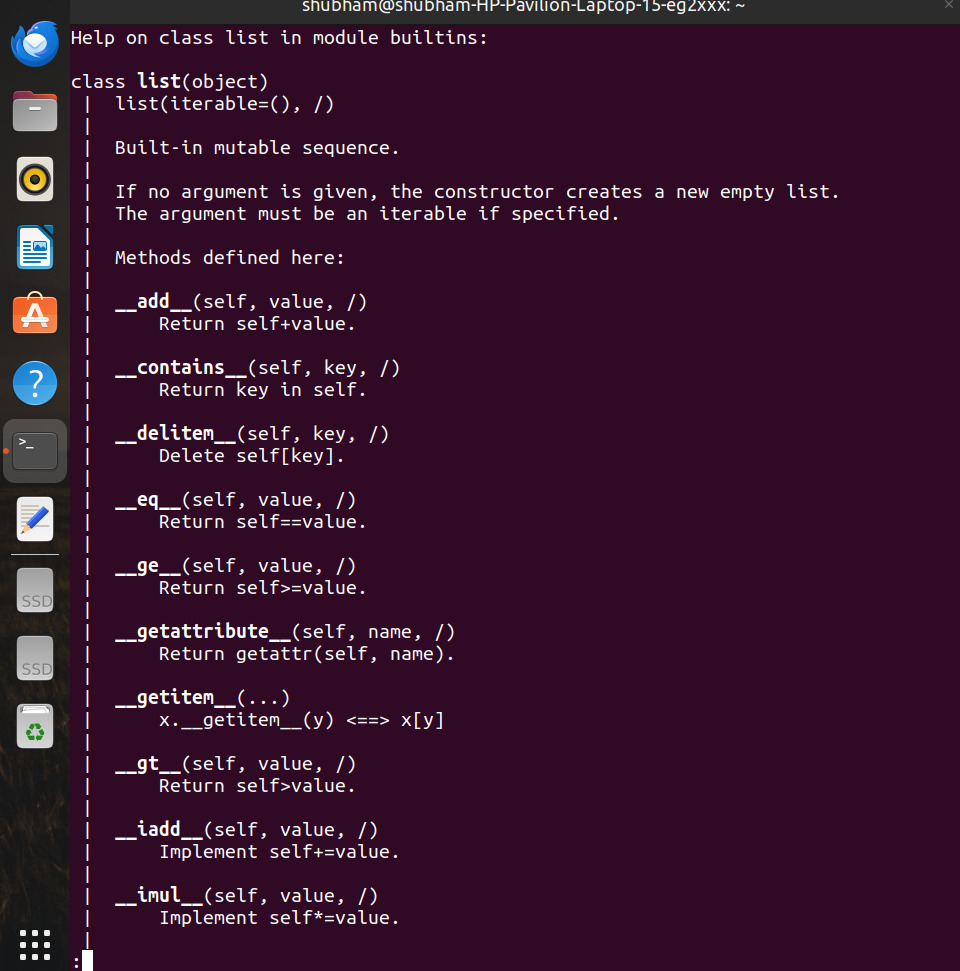 shubham@shubham-HP-Pavilion-Laptop-15-eg2xxx: ~
Help on class list in module builtins:
class list(object)
 |  list(iterable=(), /)
 |
 |  Built-in mutable sequence.
 |
 |  If no argument is given, the constructor creates a new empty list.
 |  The argument must be an iterable if specified.
 |
 |  Methods defined here:
 |
 |  __add__(self, value, /)
 |      Return self+value.
 |
 |  __contains__(self, key, /)
 |      Return key in self.
 |
 |  __delitem__(self, key, /)
 |      Delete self[key].
 |
 |  __eq__(self, value, /)
 |      Return self==value.
 |
 |  __ge__(self, value, /)
 |      Return self>=value.
 |
 |  __getattribute__(self, name, /)
 |      Return getattr(self, name).
 |
 |  __getitem__(...)
 |      x.__getitem__(y) <==> x[y]
 |
 |  __gt__(self, value, /)
 |      Return self>value.
 |
 |  __iadd__(self, value, /)
 |      Implement self+=value.
 |
 |  __imul__(self, value, /)
 |      Implement self*=value.
 |
:
>_
SSD
SSD